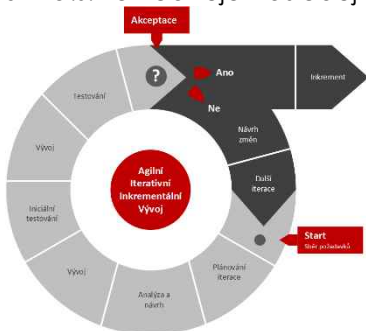 Akceptace
?
Ano
Ne
Inkrement
Návrh
změn
Další
iterace
Start
Sběr požadavků
Plánování
iterace
Analýza a
návrh
Vývoj
Iniciální
testování
Vývoj
Testování
Agilní
Iterativní
Inkrementální
Vývoj